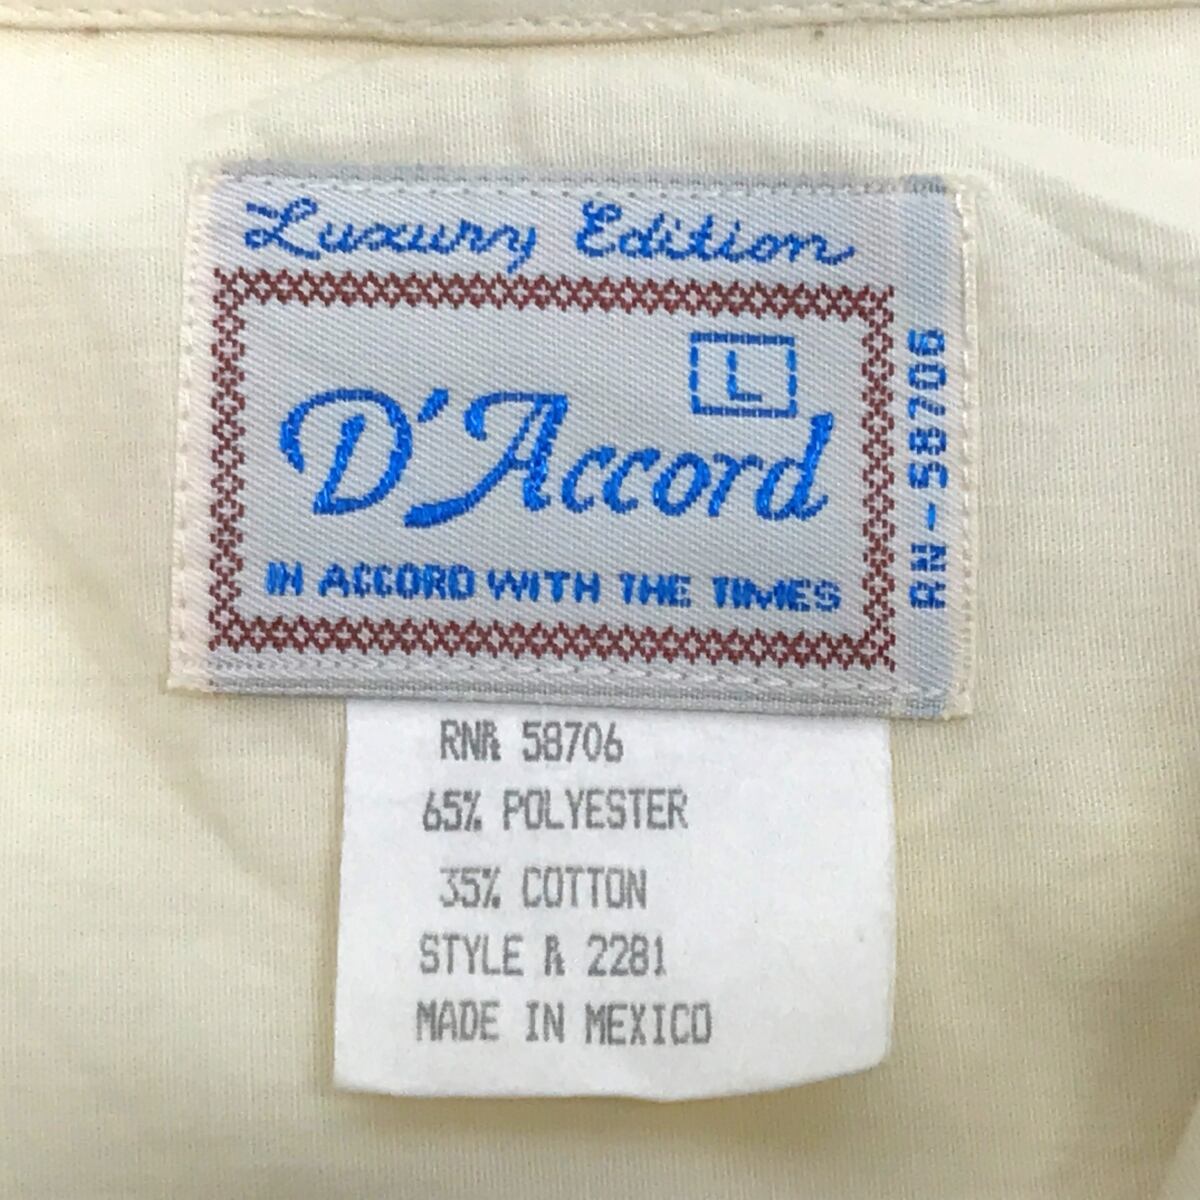 Luxury Edition
L
D'Accord
IN ACCORD WITH THE TIMES
RN-58706
RN℞ 58706
65% POLYESTER
35% COTTON
STYLE ℞ 2281
MADE IN MEXICO